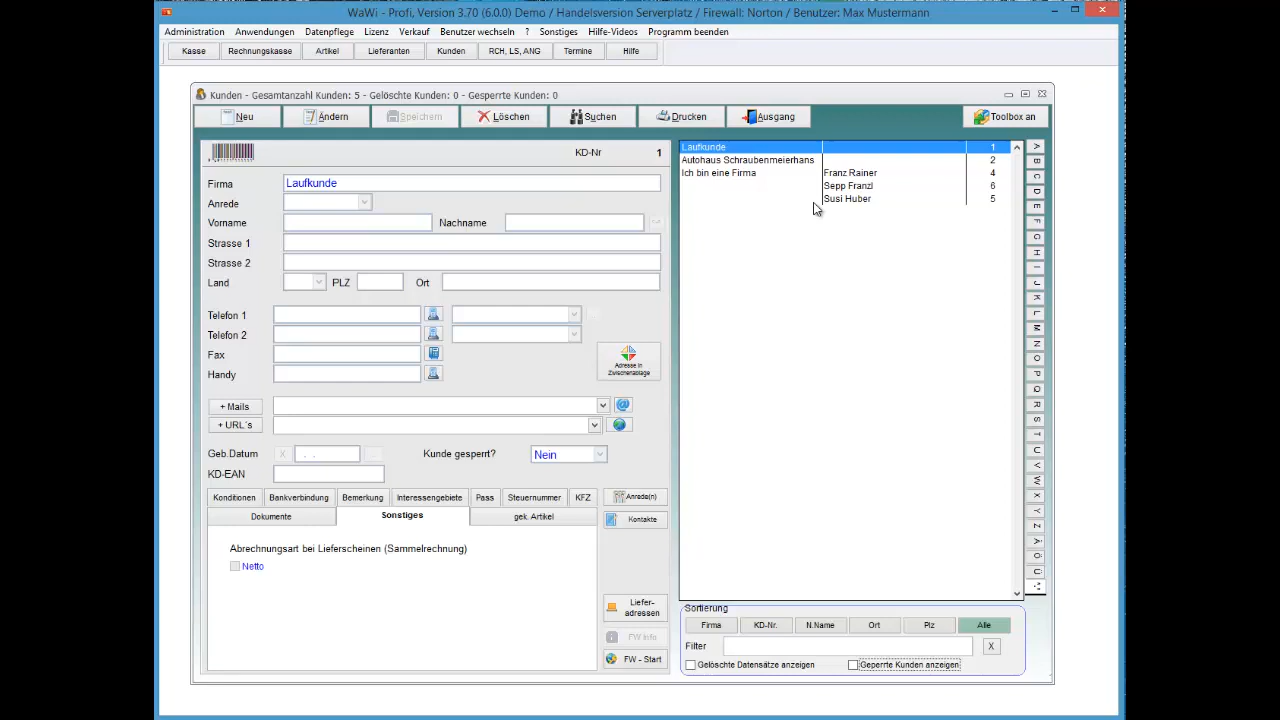 WaWi - Profi, Version 3.70 (6.0.0) Demo / Handelsversion Serverplatz / Firewall: Norton / Benutzer: Max Mustermann
Administration Anwendungen Datenpflege Lizenz Verkauf Benutzer wechseln ? Sonstiges Hilfe-Videos Programm beenden
Kasse Rechnungskasse Artikel Lieferanten Kunden RCH, LS, ANG Termine Hilfe
Kunden - Gesamtanzahl Kunden: 5 - Gelöschte Kunden: 0 - Gesperrte Kunden: 0
Neu Ändern Speichern Löschen Suchen Drucken Ausgang Toolbox an
KD-Nr 1
Firma Laufkunde
Anrede
Vorname Nachname
Strasse 1
Strasse 2
Land PLZ Ort
Telefon 1
Telefon 2
Fax
Handy
Adresse in
Zwischenablage
+ Mails
+ URL´s
Geb.Datum X . . Kunde gesperrt? Nein
KD-EAN
Konditionen Bankverbindung Bemerkung Interessengebiete Pass Steuernummer KFZ
Dokumente Sonstiges gek. Artikel
Abrechnungsart bei Lieferscheinen (Sammelrechnung)
Netto
Anrede(n)
Kontakte
Liefer-
adressen
FW Info
FW - Start
Laufkunde 1
Autohaus Schraubenmeierhans 2
Ich bin eine Firma Franz Rainer 4
Sepp Franzl 6
Susi Huber 5
A
B
C
D
E
F
G
H
I
J
K
L
M
N
O
P
Q
R
S
T
U
V
W
X
Y
Z
Ä
Ö
Ü
Sortierung
Firma KD-Nr. N.Name Ort Plz Alle
Filter X
Gelöschte Datensätze anzeigen Geperrte Kunden anzeigen